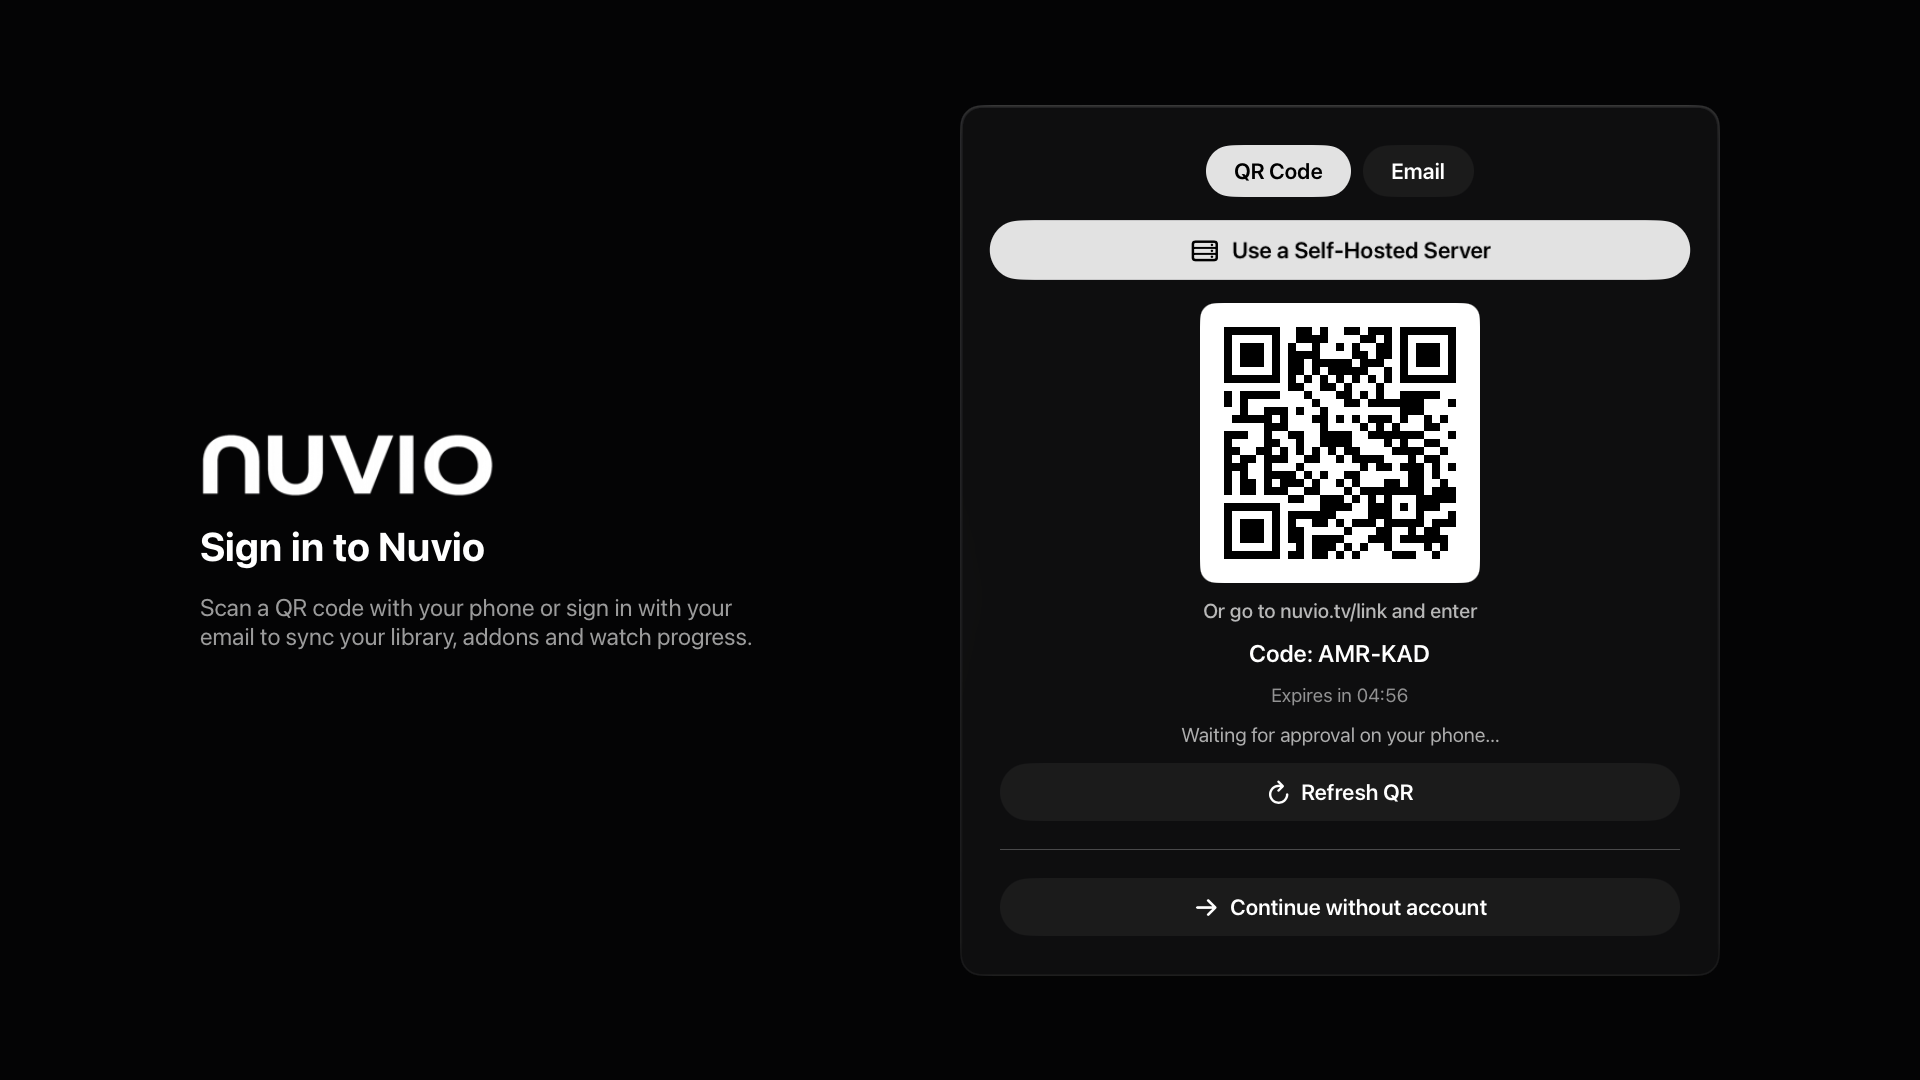 NUVIO
Sign in to Nuvio
Scan a QR code with your phone or sign in with your
email to sync your library, addons and watch progress.
QR Code
Email
Use a Self-Hosted Server
Or go to nuvio.tv/link and enter
Code: AMR-KAD
Expires in 04:56
Waiting for approval on your phone...
Refresh QR
Continue without account